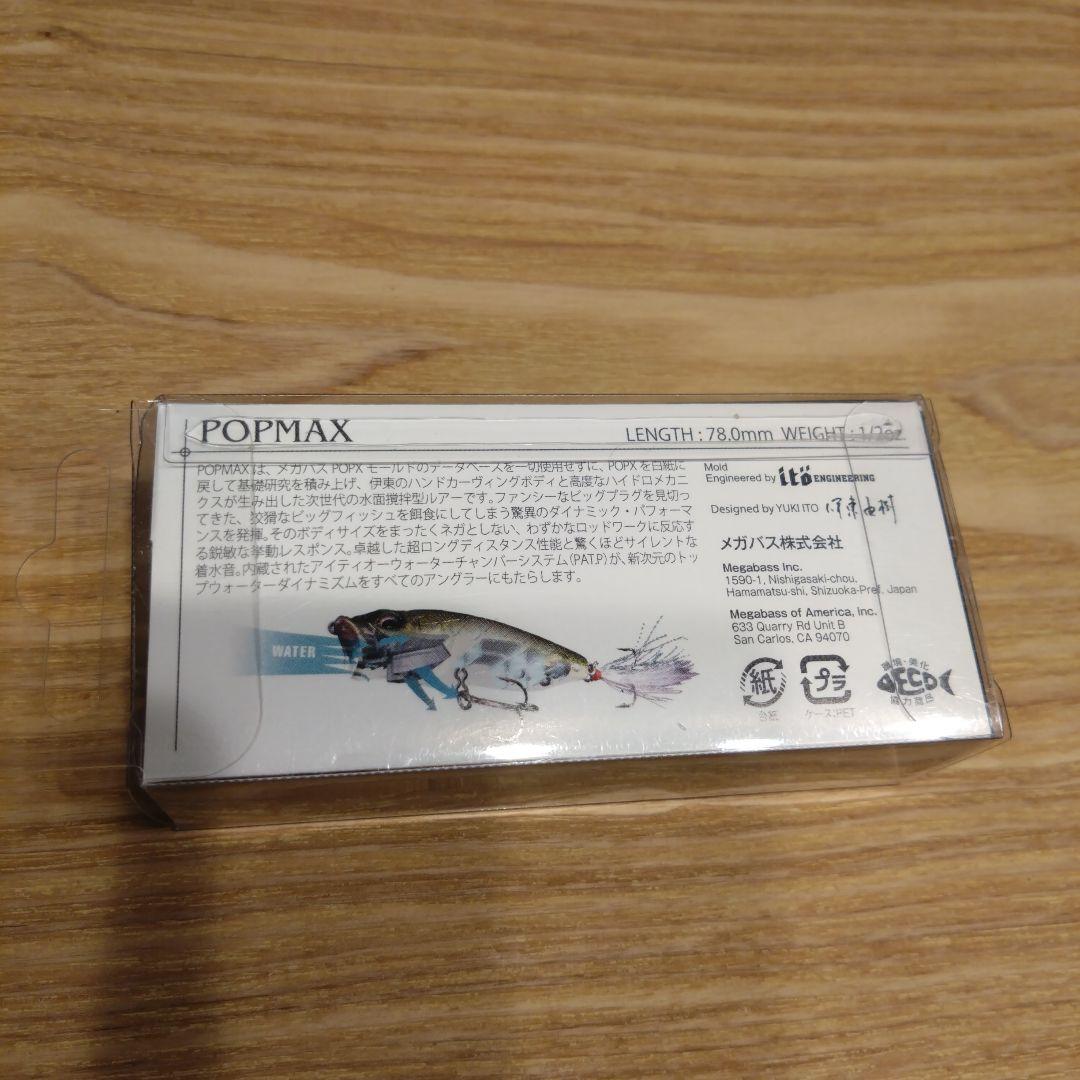 POPMAX
LENGTH : 78.0mm WEIGHT : 1/2oz
POPMAXは、メガバス POPX モールドのデータベースを一切使用せずに、POPXを白紙に
戻して基礎研究を積み上げ、伊東のハンドカーヴィングボディと高度なハイドロメカニ
クスが生み出した次世代の水面撹拌型ルアーです。ファンシーなビッグプラグを見切っ
てきた、狡猾なビッグフィッシュを餌食にしてしまう驚異のダイナミック・パフォーマ
ンスを発揮。そのボディサイズをまったくネガとしない、わずかなロッドワークに反応す
る鋭敏な挙動レスポンス。卓越した超ロングディスタンス性能と驚くほどサイレントな
着水音。内蔵されたアイティオーウォーターチャンバーシステム(PAT.P)が、新次元のトッ
プウォーターダイナミズムをすべてのアングラーにもたらします。
WATER
Mold
Engineered by itö ENGINEERING
Designed by YUKI ITO 伊東由樹
メガバス株式会社
Megabass Inc.
1590-1, Nishigasaki-chou,
Hamamatsu-shi, Shizuoka-Pref. Japan
Megabass of America, Inc.
633 Quarry Rd Unit B
San Carlos, CA 94070
紙
台紙
プラ
ケース:PET
環境・美化
ECO
協力商品